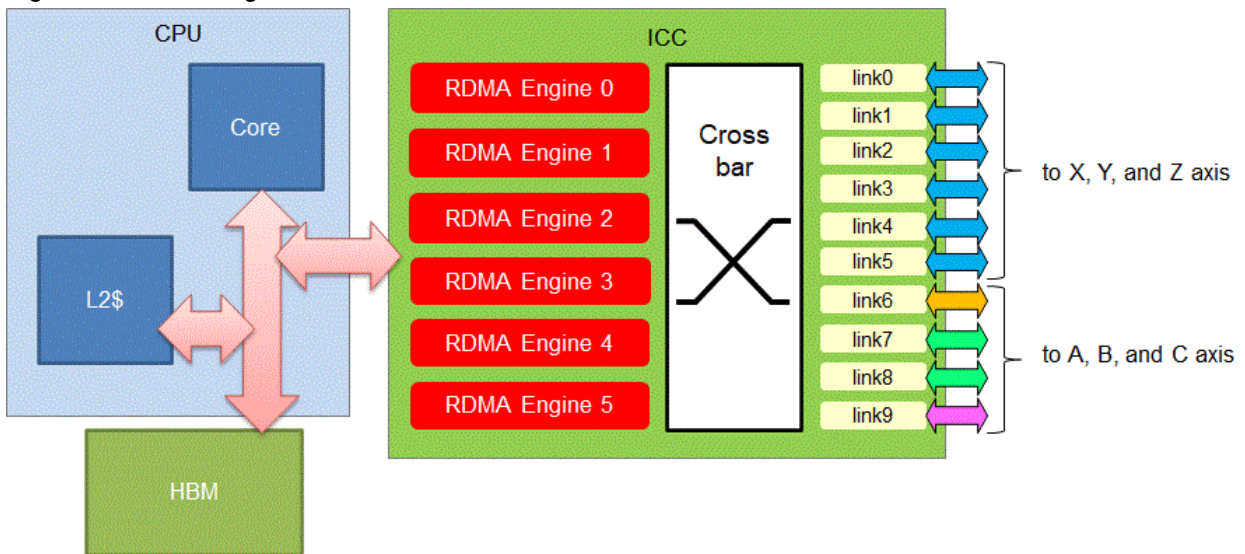 CPU
Core
L2$
HBM
ICC
RDMA Engine 0
RDMA Engine 1
RDMA Engine 2
RDMA Engine 3
RDMA Engine 4
RDMA Engine 5
Cross
bar
link0
link1
link2
link3
link4
link5
link6
link7
link8
link9
to X, Y, and Z axis
to A, B, and C axis